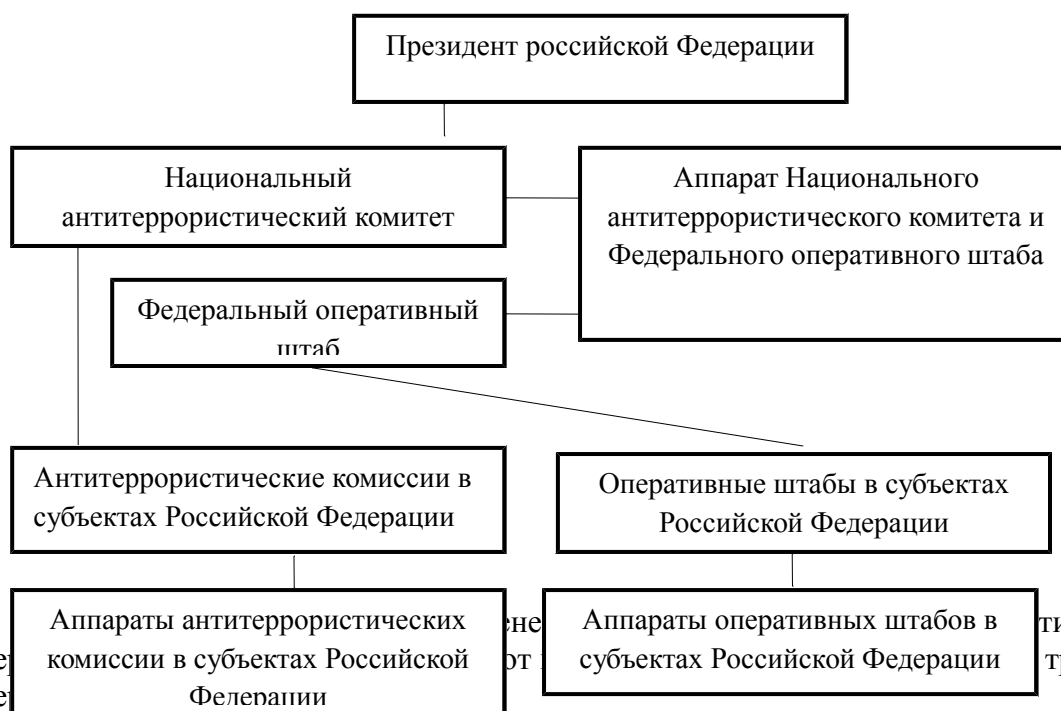 Президент российской Федерации
Национальный
антитеррористический комитет
Аппарат Национального
антитеррористического комитета и
Федерального оперативного штаба
Федеральный оперативный
штаб
Антитеррористические комиссии в
субъектах Российской Федерации
Оперативные штабы в субъектах
Российской Федерации
Аппараты антитеррористических
комиссии в субъектах Российской
Федерации
Аппараты оперативных штабов в
субъектах Российской Федерации